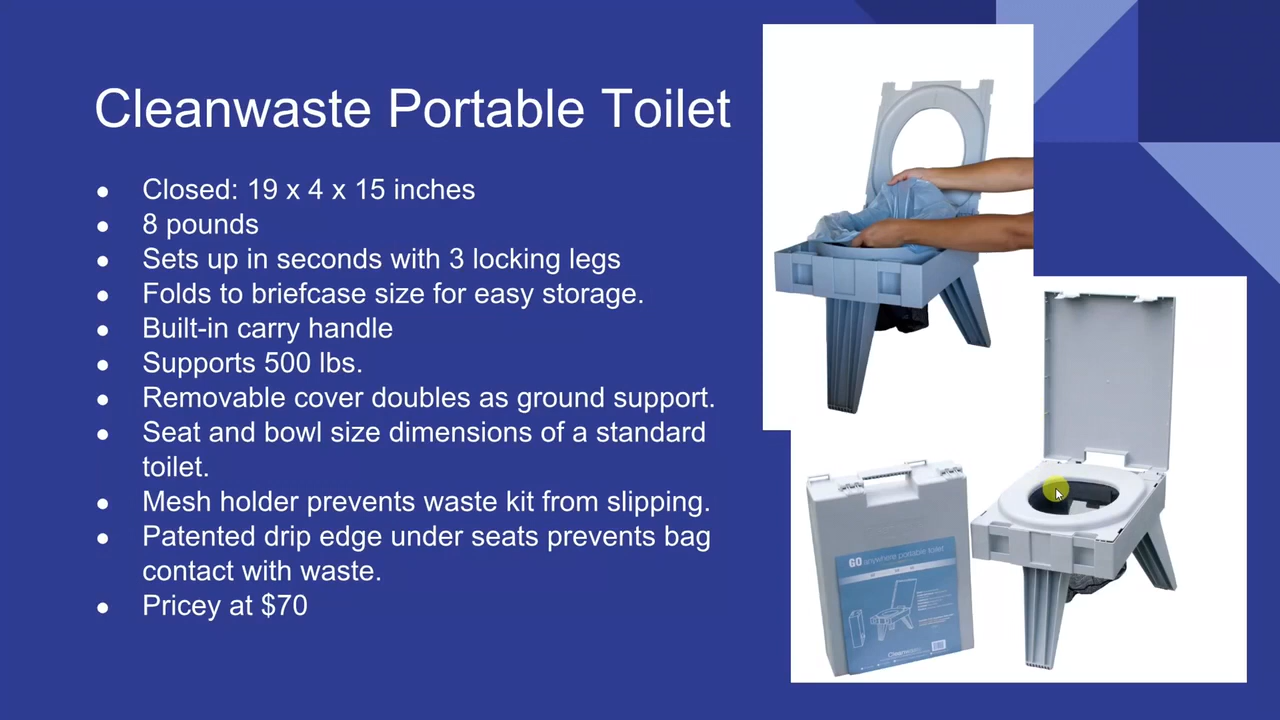 Cleanwaste Portable Toilet
● Closed: 19 x 4 x 15 inches
● 8 pounds
● Sets up in seconds with 3 locking legs
● Folds to briefcase size for easy storage.
● Built-in carry handle
● Supports 500 lbs.
● Removable cover doubles as ground support.
● Seat and bowl size dimensions of a standard
toilet.
● Mesh holder prevents waste kit from slipping.
● Patented drip edge under seats prevents bag
contact with waste.
● Pricey at $70
GO anywhere portable toilet
Cleanwaste